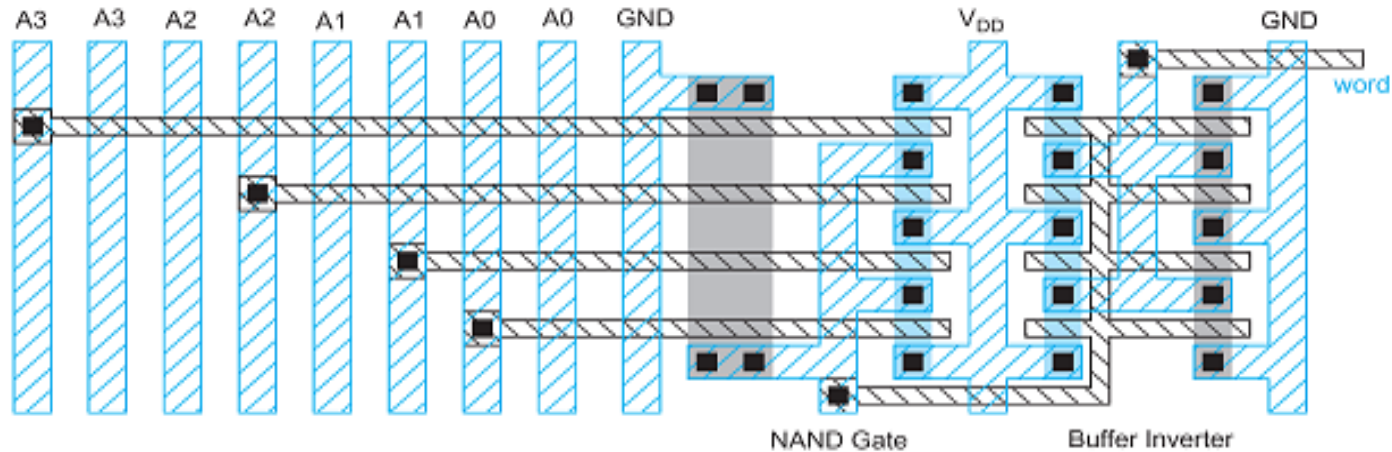 A3 A3 A2 A2 A1 A1 A0 A0 GND V_DD GND
word
NAND Gate Buffer Inverter